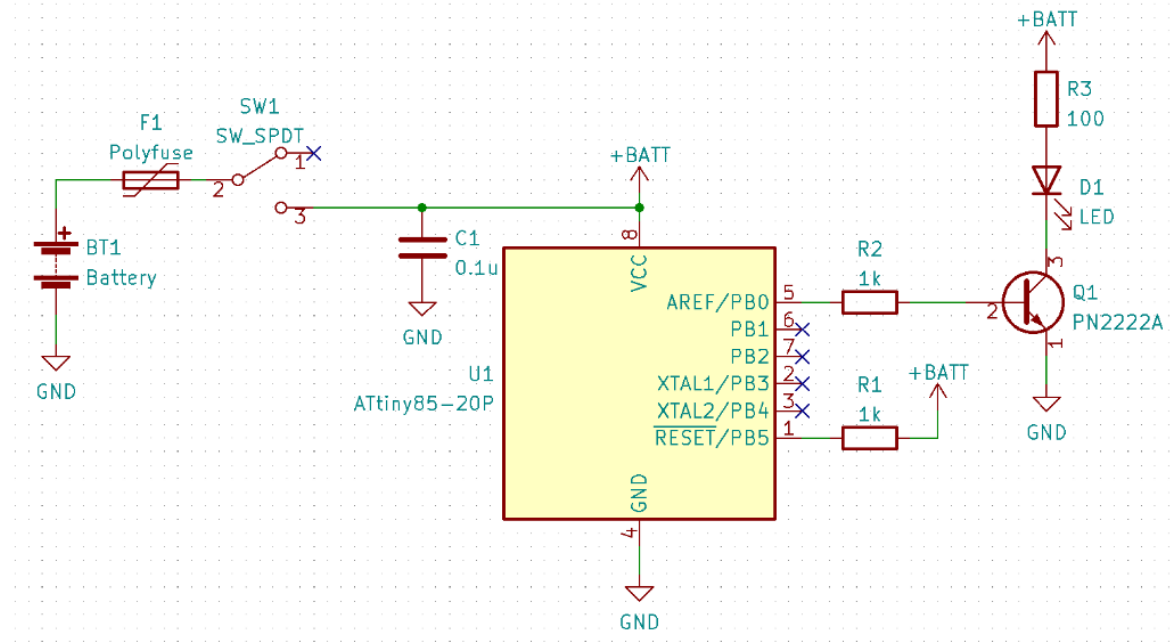 +BATT
R3
100
SW1
SW_SPDT
F1
Polyfuse
1
2
3
+BATT
D1
LED
+
BT1
Battery
C1
0.1u
GND
GND
8
VCC
R2
1k
AREF/PB0
5
PB1
6
PB2
7
XTAL1/PB3
2
XTAL2/PB4
3
RESET/PB5
1
U1
ATtiny85-20P
GND
4
GND
R1
1k
+BATT
3
2
1
Q1
PN2222A
GND